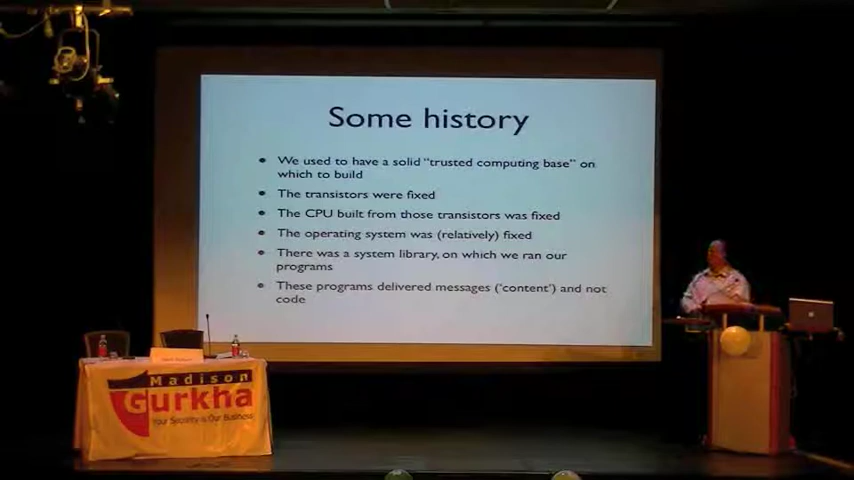 Some history
• We used to have a solid "trusted computing base" on
which to build
• The transistors were fixed
• The CPU built from those transistors was fixed
• The operating system was (relatively) fixed
• There was a system library, on which we ran our
programs
• These programs delivered messages ('content') and not
code
Madison
Gurkha
Your Security is Our Business